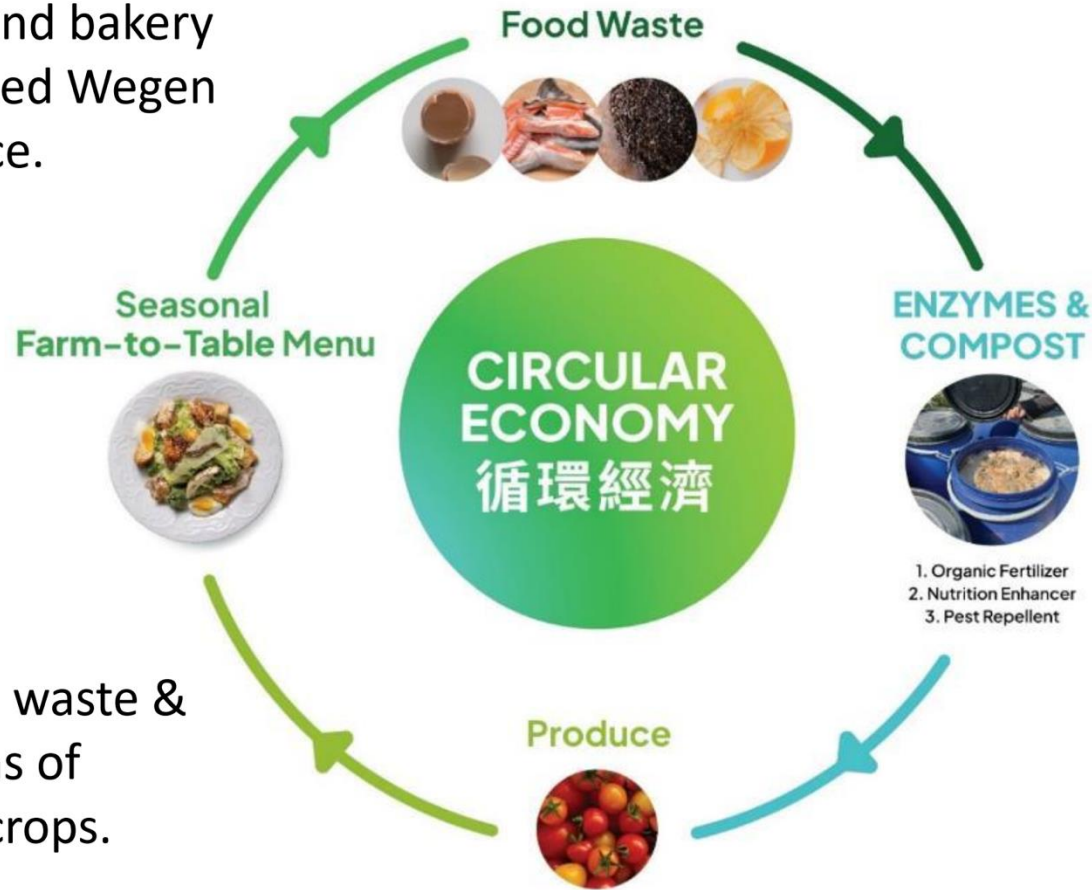 nd bakery
ed Wegen
ce.
Food Waste
Seasonal
Farm-to-Table Menu
ENZYMES &
COMPOST
CIRCULAR
ECONOMY
循環經濟
1. Organic Fertilizer
2. Nutrition Enhancer
3. Pest Repellent
waste &
s of
crops.
Produce